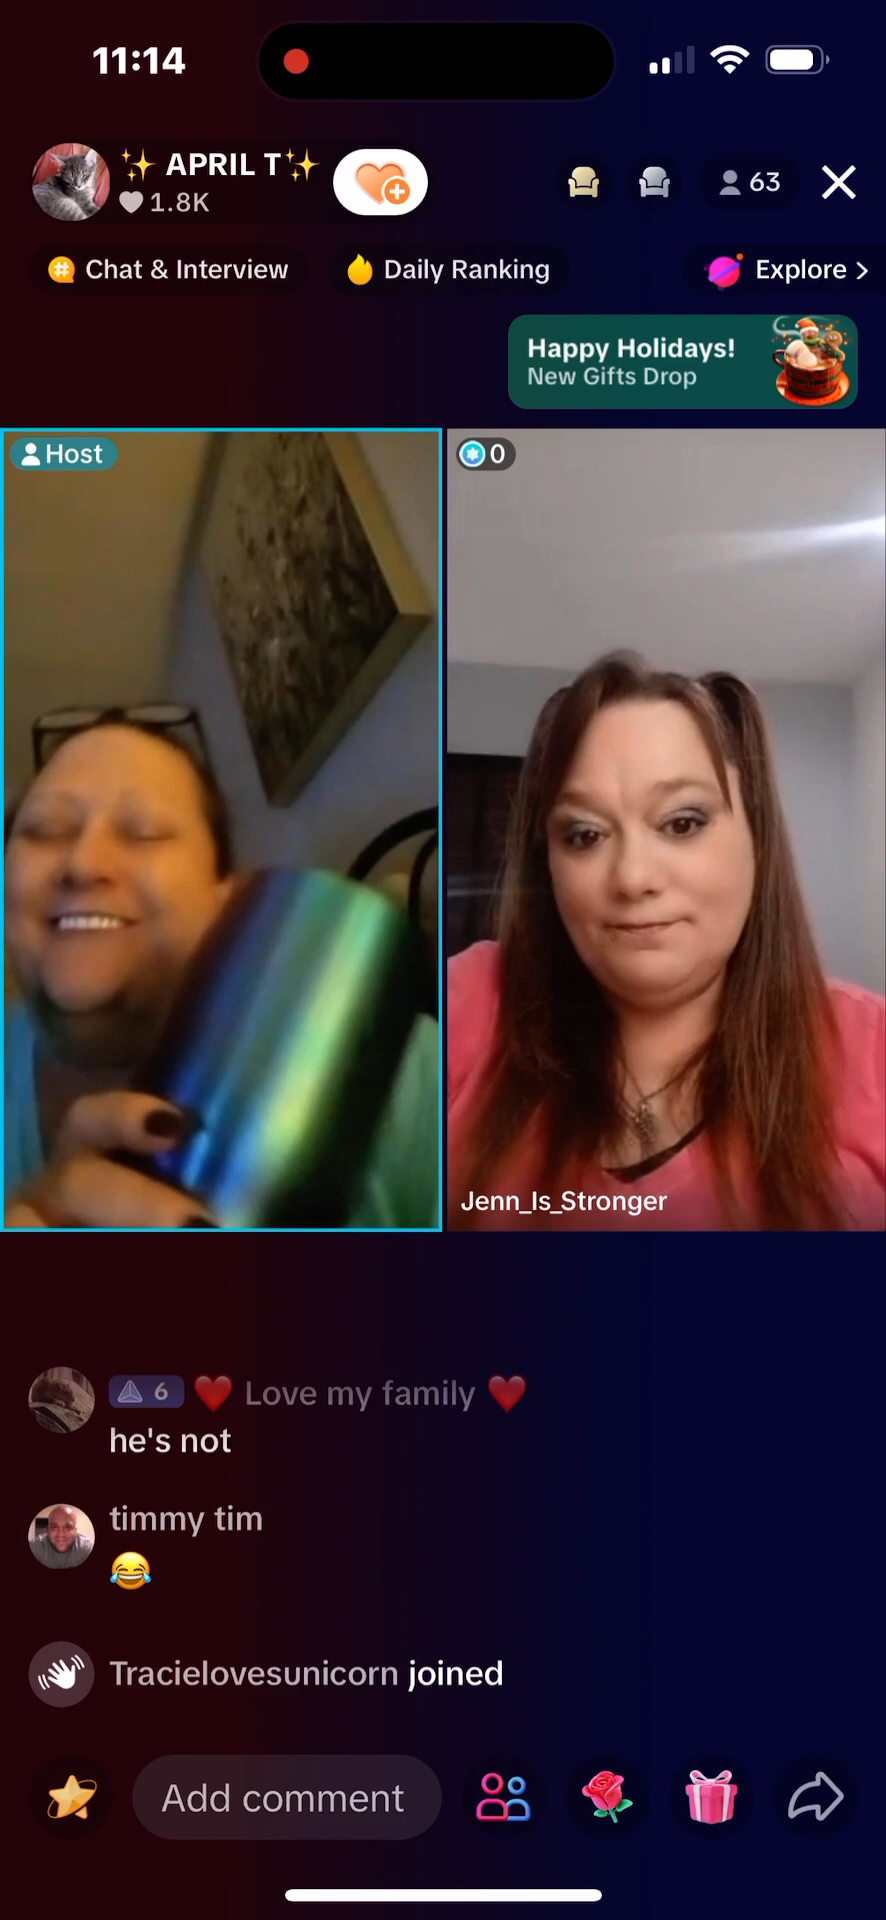 11:14
✨ APRIL T✨
1.8K
63
Chat & Interview
Daily Ranking
Explore >
Happy Holidays!
New Gifts Drop
Host
0
Jenn_Is_Stronger
6 ❤️ Love my family ❤️
he's not
timmy tim
😂
Tracielovesunicorn joined
Add comment